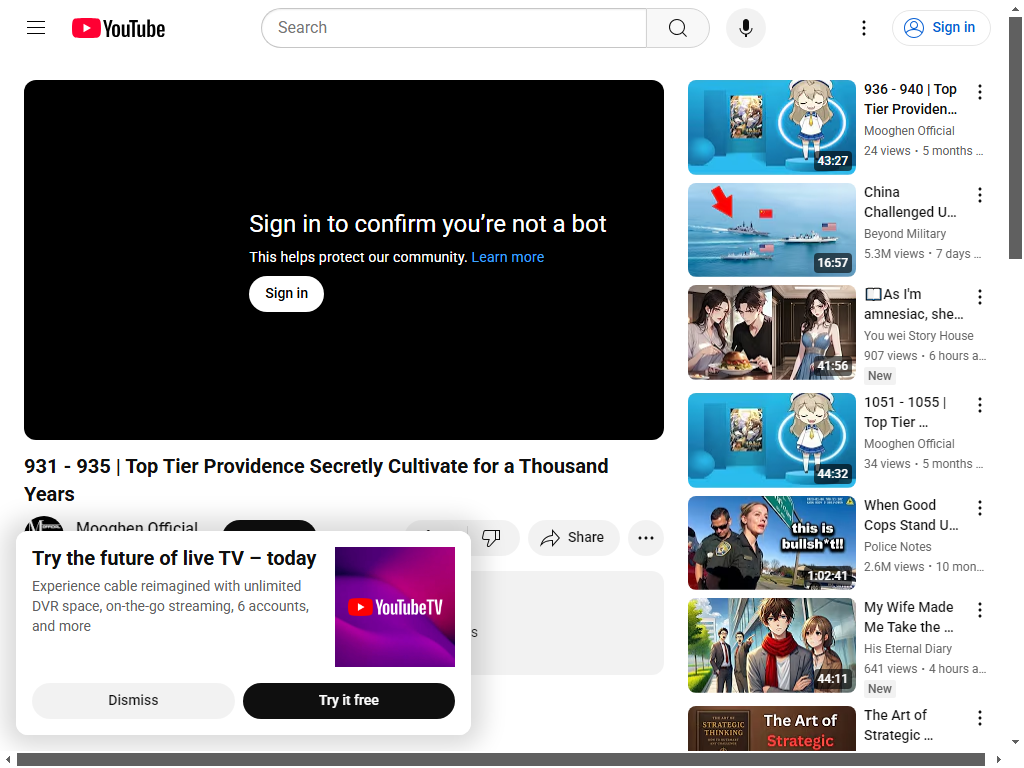 YouTube
Search
Sign in
Sign in to confirm you're not a bot
This helps protect our community. Learn more
Sign in
931 - 935 | Top Tier Providence Secretly Cultivate for a Thousand
Years
Mooghen Official
Share
Try the future of live TV – today
Experience cable reimagined with unlimited
DVR space, on-the-go streaming, 6 accounts,
and more
YouTubeTV
Dismiss
Try it free
43:27
936 - 940 | Top
Tier Providen...
Mooghen Official
24 views • 5 months ...
16:57
China
Challenged U...
Beyond Military
5.3M views • 7 days ...
41:56
As I'm
amnesiac, she...
You wei Story House
907 views • 6 hours a...
New
44:32
1051 - 1055 |
Top Tier ...
Mooghen Official
34 views • 5 months ...
this is
bullsh*t!!
1:02:41
When Good
Cops Stand U...
Police Notes
2.6M views • 10 mon...
44:11
My Wife Made
Me Take the ...
His Eternal Diary
641 views • 4 hours a...
New
THE ART OF
STRATEGIC
THINKING
The Art of
Strategic
The Art of
Strategic ...